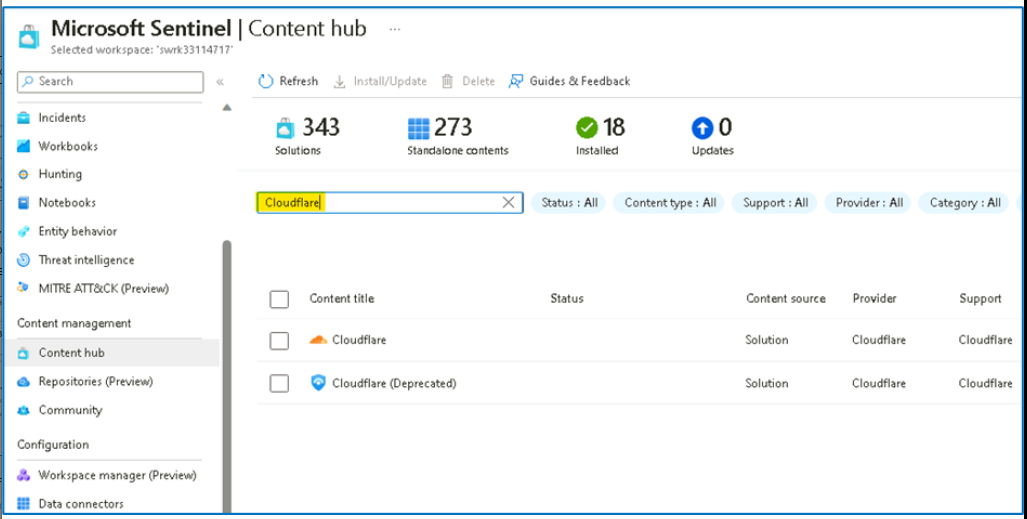 Microsoft Sentinel | Content hub ...
Selected workspace: 'swrk33114717'
Search «
Refresh Install/Update Delete Guides & Feedback
Incidents
Workbooks
Hunting
Notebooks
Entity behavior
Threat intelligence
MITRE ATT&CK (Preview)
Content management
Content hub
Repositories (Preview)
Community
Configuration
Workspace manager (Preview)
Data connectors
343 273 18 0
Solutions Standalone contents Installed Updates
Cloudflare Status : All Content type : All Support : All Provider : All Category : All
Content title Status Content source Provider Support
Cloudflare Solution Cloudflare Cloudflare
Cloudflare (Deprecated) Solution Cloudflare Cloudflare